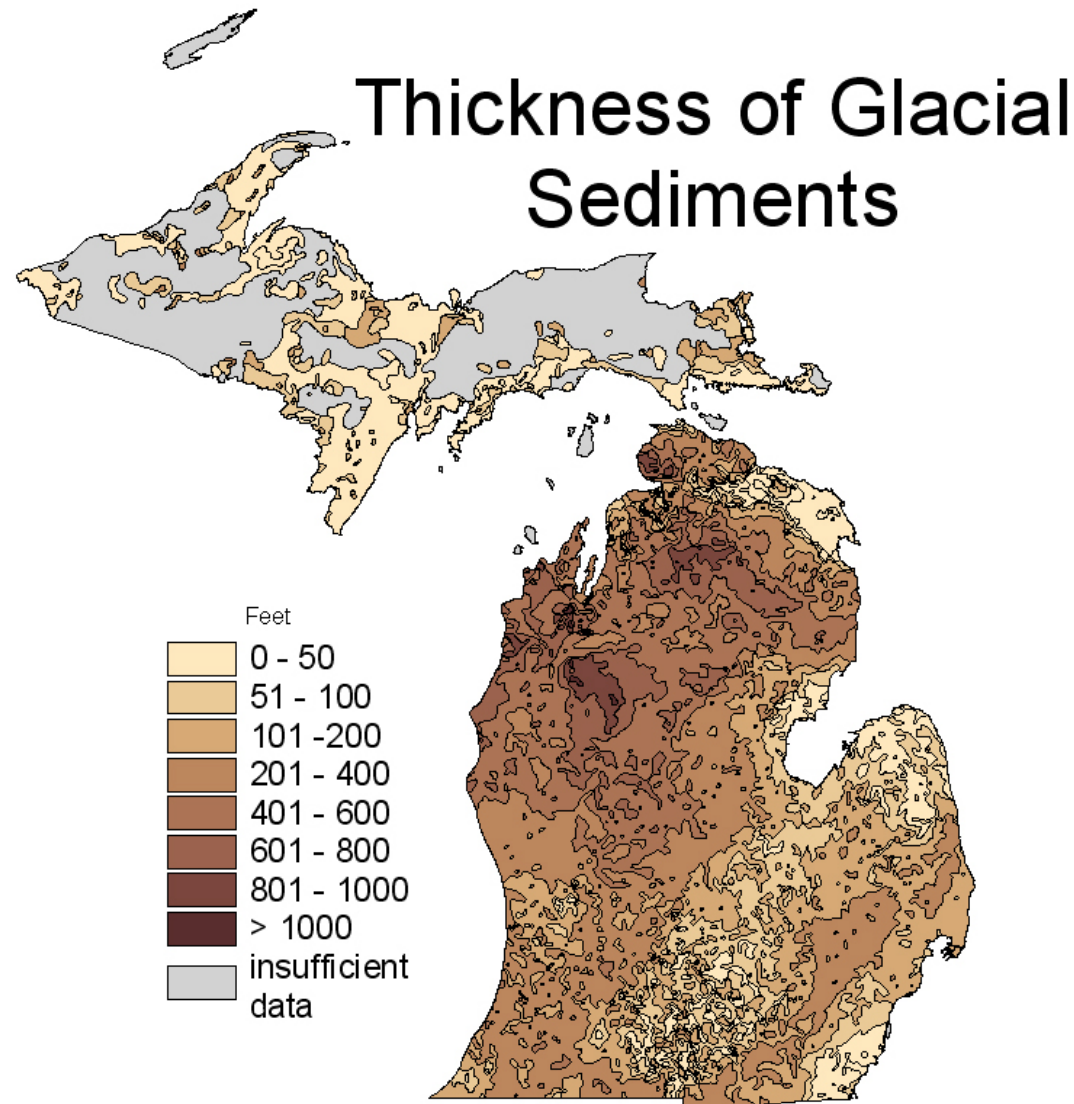 Thickness of Glacial
Sediments
Feet
0 - 50
51 - 100
101 -200
201 - 400
401 - 600
601 - 800
801 - 1000
> 1000
insufficient
data